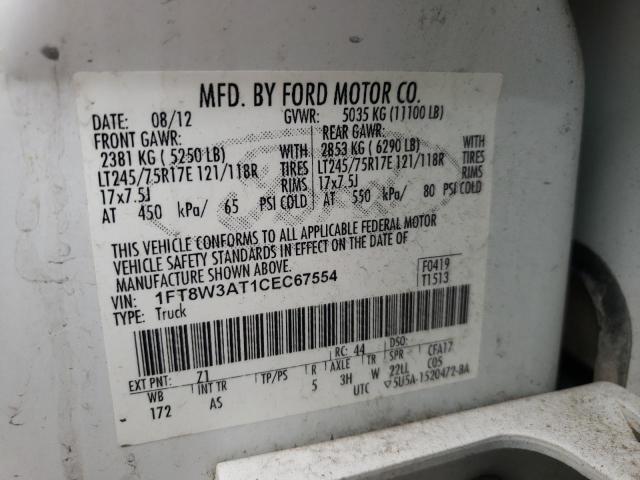 MFD. BY FORD MOTOR CO.
DATE: 08/12 GVWR: 5035 KG (11100 LB)
FRONT GAWR: REAR GAWR:
2381 KG ( 5250 LB) WITH 2853 KG ( 6290 LB) WITH
LT245/75R17E 121/118R TIRES LT245/75R17E 121/118R TIRES
17x7.5J RIMS 17x7.5J RIMS
AT 450 kPa/ 65 PSI COLD AT 550 kPa/ 80 PSI COLD
THIS VEHICLE CONFORMS TO ALL APPLICABLE FEDERAL MOTOR
VEHICLE SAFETY STANDARDS IN EFFECT ON THE DATE OF
MANUFACTURE SHOWN ABOVE.
VIN: 1FT8W3AT1CEC67554 F0419
TYPE: Truck T1513
EXT PNT: 71 RC: 44 DSO:
WB INT TR TP/PS R AXLE TR SPR CFA17
172 AS 5 3H W 22LL C05
UTC ▽5U5A-1520472-BA